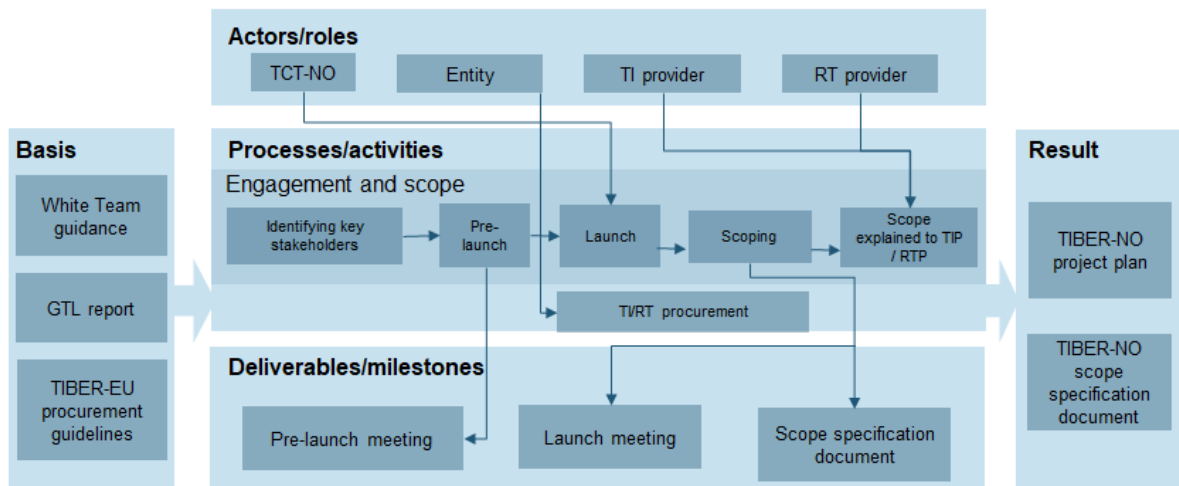 Actors/roles
TCT-NO
Entity
TI provider
RT provider
Basis
White Team
guidance
GTL report
TIBER-EU
procurement
guidelines
Processes/activities
Engagement and scope
Identifying key
stakeholders
Pre-
launch
Launch
Scoping
Scope
explained to TIP
/ RTP
TI/RT procurement
Deliverables/milestones
Pre-launch meeting
Launch meeting
Scope specification
document
Result
TIBER-NO
project plan
TIBER-NO
scope
specification
document